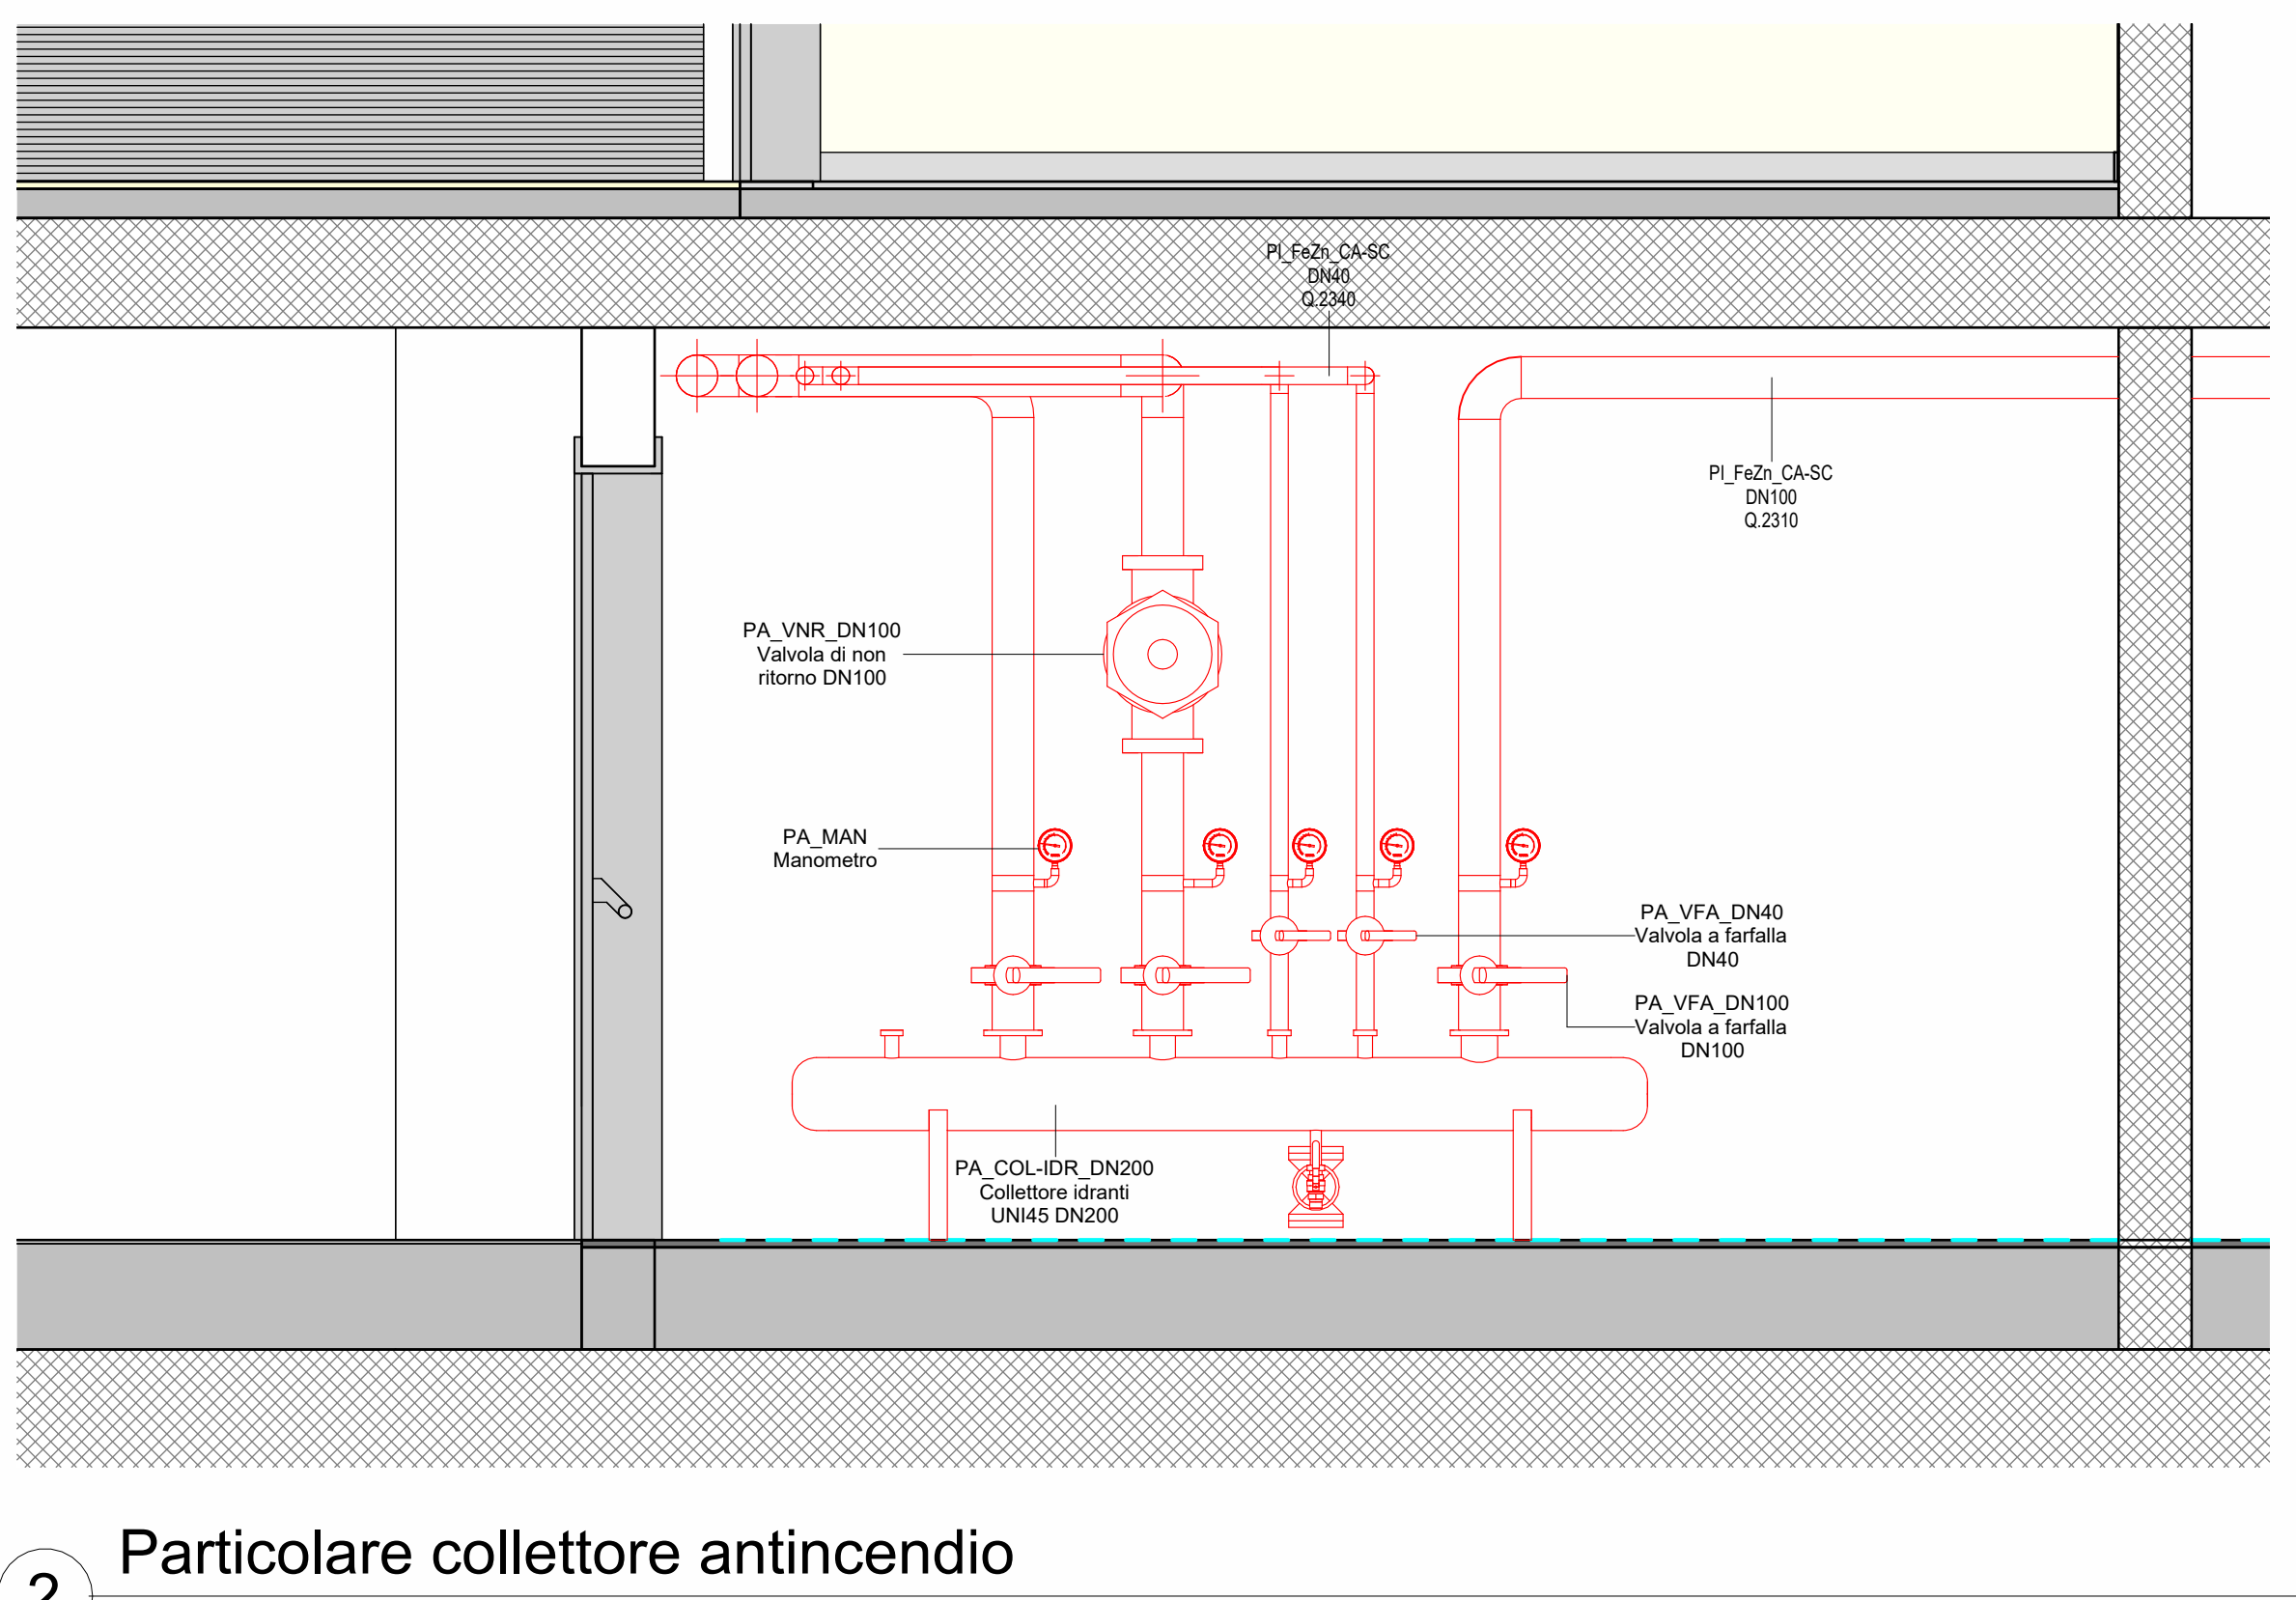 PI_FeZn_CA-SC
DN40
Q.2340
PI_FeZn_CA-SC
DN100
Q.2310
PA_VNR_DN100
Valvola di non
ritorno DN100
PA_MAN
Manometro
PA_VFA_DN40
Valvola a farfalla
DN40
PA_VFA_DN100
Valvola a farfalla
DN100
PA_COL-IDR_DN200
Collettore idranti
UNI45 DN200
Particolare collettore antincendio
2